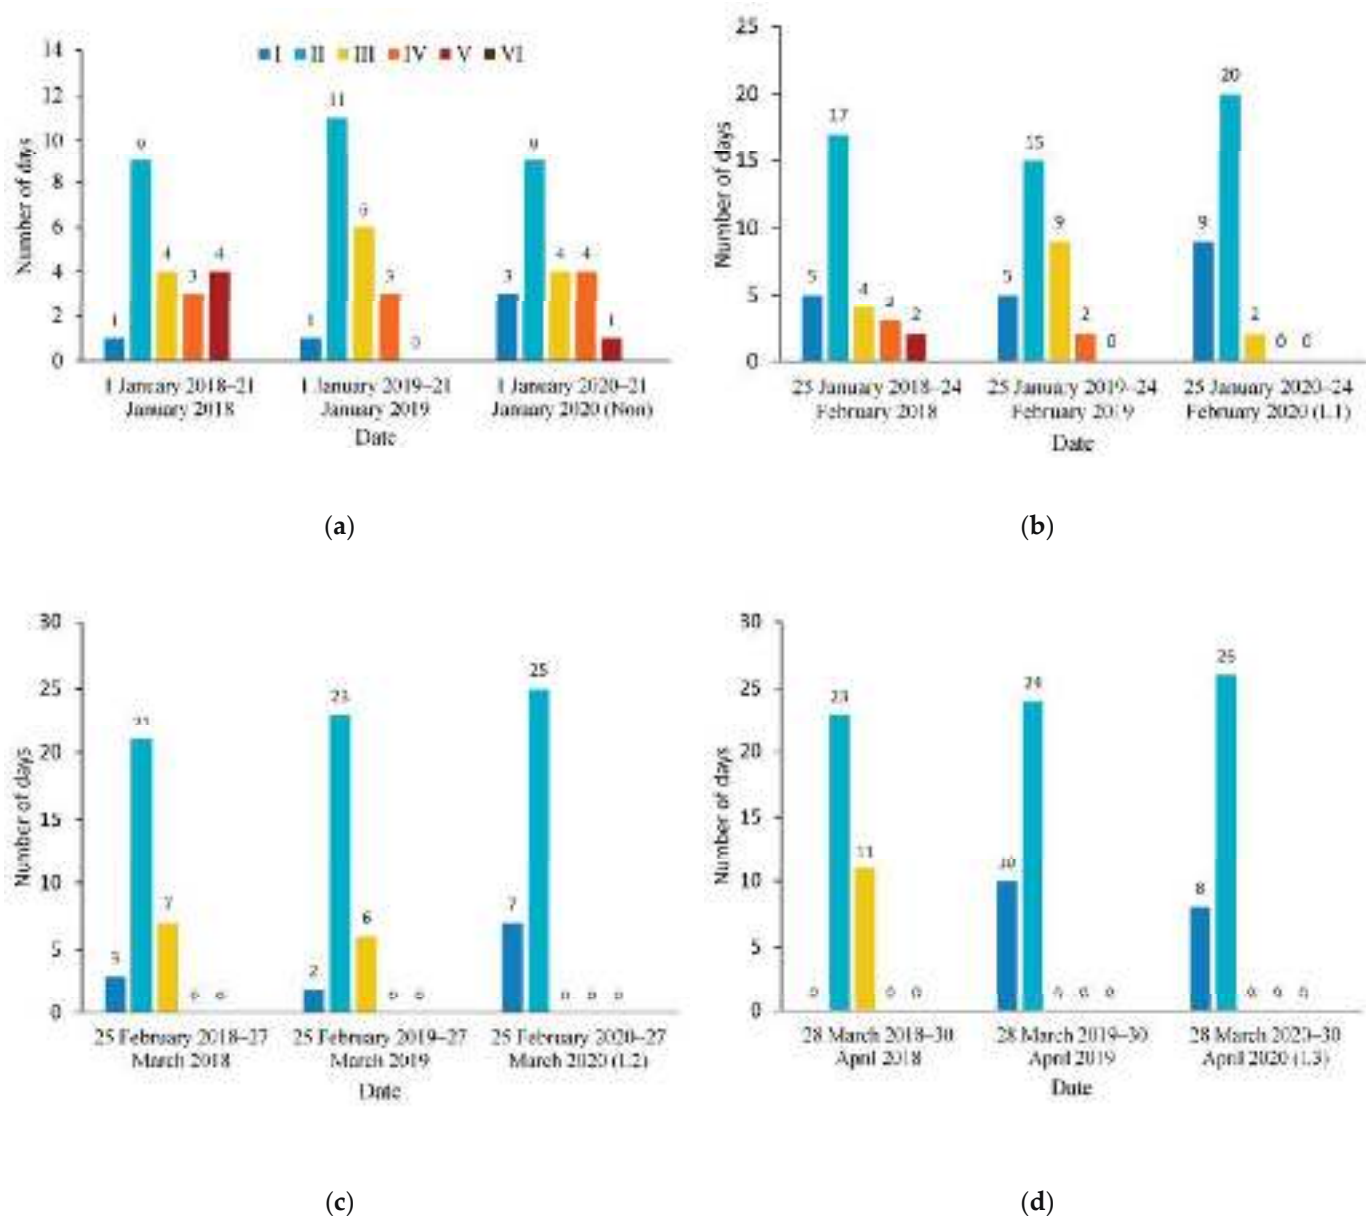 14
12
10
8
6
4
2
0
Number of days
I II III IV V VI
1 9 4 3 4
1 11 6 3 0
3 9 4 4 1
1 January 2018–21 January 2018
1 January 2019–21 January 2019
1 January 2020–21 January 2020 (Non)
Date
(a)
25
20
15
10
5
0
Number of days
5 17 4 3 2
5 15 9 2 0
9 20 2 0 0
25 January 2018–24 February 2018
25 January 2019–24 February 2019
25 January 2020–24 February 2020 (L1)
Date
(b)
30
25
20
15
10
5
0
Number of days
3 21 7 0 0
2 23 6 0 0
7 25 0 0 0
25 February 2018–27 March 2018
25 February 2019–27 March 2019
25 February 2020–27 March 2020 (L2)
Date
(c)
30
25
20
15
10
5
0
Number of days
0 23 11 0 0
10 24 0 0 0
8 26 0 0 0
28 March 2018–30 April 2018
28 March 2019–30 April 2019
28 March 2020–30 April 2020 (L3)
Date
(d)